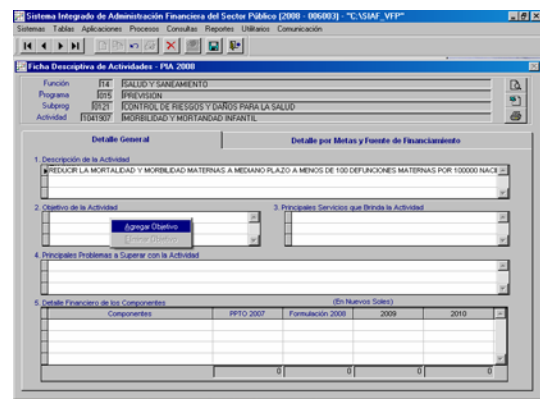 Sistema Integrado de Administración Financiera del Sector Público [2000 - 006003] - "C:\SIAF_VFP"
Sistemas Tablas Aplicaciones Procesos Consultas Reportes Utilitarios Comunicación
Ficha Descriptiva de Actividades - PIA 2008
Función 14 SALUD Y SANEAMIENTO
Programa 015 PREVISION
Subprog 0121 CONTROL DE RIESGOS Y DAÑOS PARA LA SALUD
Actividad 1041907 MORBILIDAD Y MORTANDAD INFANTIL
Detalle General Detalle por Metas y Fuente de Financiamiento
1. Descripción de la Actividad
REDUCIR LA MORTALIDAD Y MORBILIDAD MATERNAS A MEDIANO PLAZO A MENOS DE 100 DEFUNCIONES MATERNAS POR 100000 NACI
2. Objetivo de la Actividad 3. Principales Servicios que Brinda la Actividad
Agregar Objetivo
Eliminar Objetivo
4. Principales Problemas a Superar con la Actividad
5. Detalle Financiero de los Componentes (En Nuevos Soles)
Componentes PPTO 2007 Formulación 2008 2009 2010
0 0 0 0